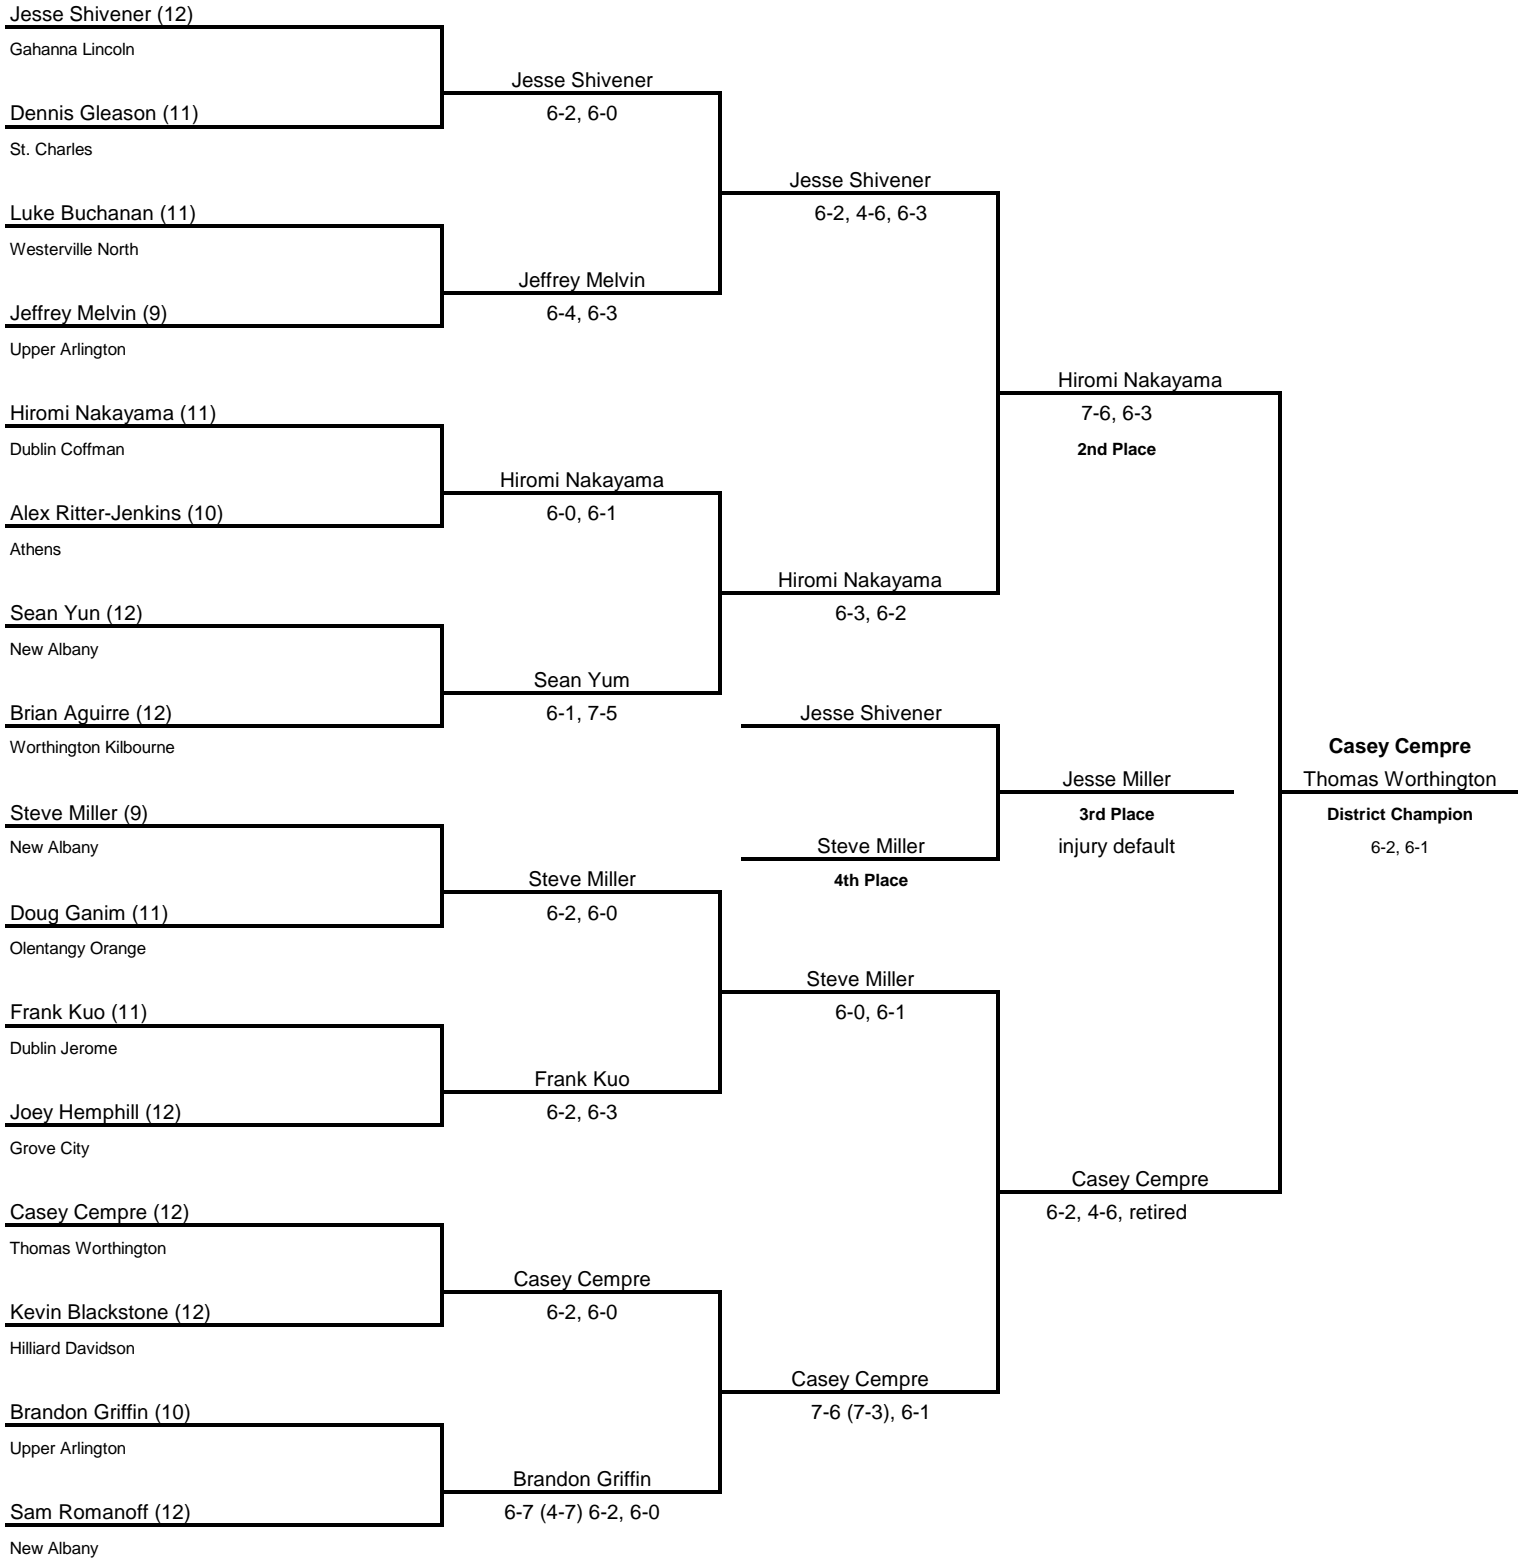 Jesse Shivener (12)
Gahanna Lincoln
Jesse Shivener
Dennis Gleason (11)
6-2, 6-0
St. Charles
Jesse Shivener
Luke Buchanan (11)
6-2, 4-6, 6-3
Westerville North
Jeffrey Melvin
Jeffrey Melvin (9)
6-4, 6-3
Upper Arlington
Hiromi Nakayama
Hiromi Nakayama (11)
7-6, 6-3
Dublin Coffman
2nd Place
Hiromi Nakayama
Alex Ritter-Jenkins (10)
6-0, 6-1
Athens
Hiromi Nakayama
Sean Yun (12)
6-3, 6-2
New Albany
Sean Yum
Brian Aguirre (12)
6-1, 7-5
Jesse Shivener
Worthington Kilbourne
Casey Cempre
Jesse Miller
Thomas Worthington
Steve Miller (9)
3rd Place
District Champion
New Albany
Steve Miller
injury default
6-2, 6-1
Steve Miller
4th Place
Doug Ganim (11)
6-2, 6-0
Olentangy Orange
Steve Miller
Frank Kuo (11)
6-0, 6-1
Dublin Jerome
Frank Kuo
Joey Hemphill (12)
6-2, 6-3
Grove City
Casey Cempre
Casey Cempre (12)
6-2, 4-6, retired
Thomas Worthington
Casey Cempre
Kevin Blackstone (12)
6-2, 6-0
Hilliard Davidson
Casey Cempre
Brandon Griffin (10)
7-6 (7-3), 6-1
Upper Arlington
Brandon Griffin
Sam Romanoff (12)
6-7 (4-7) 6-2, 6-0
New Albany